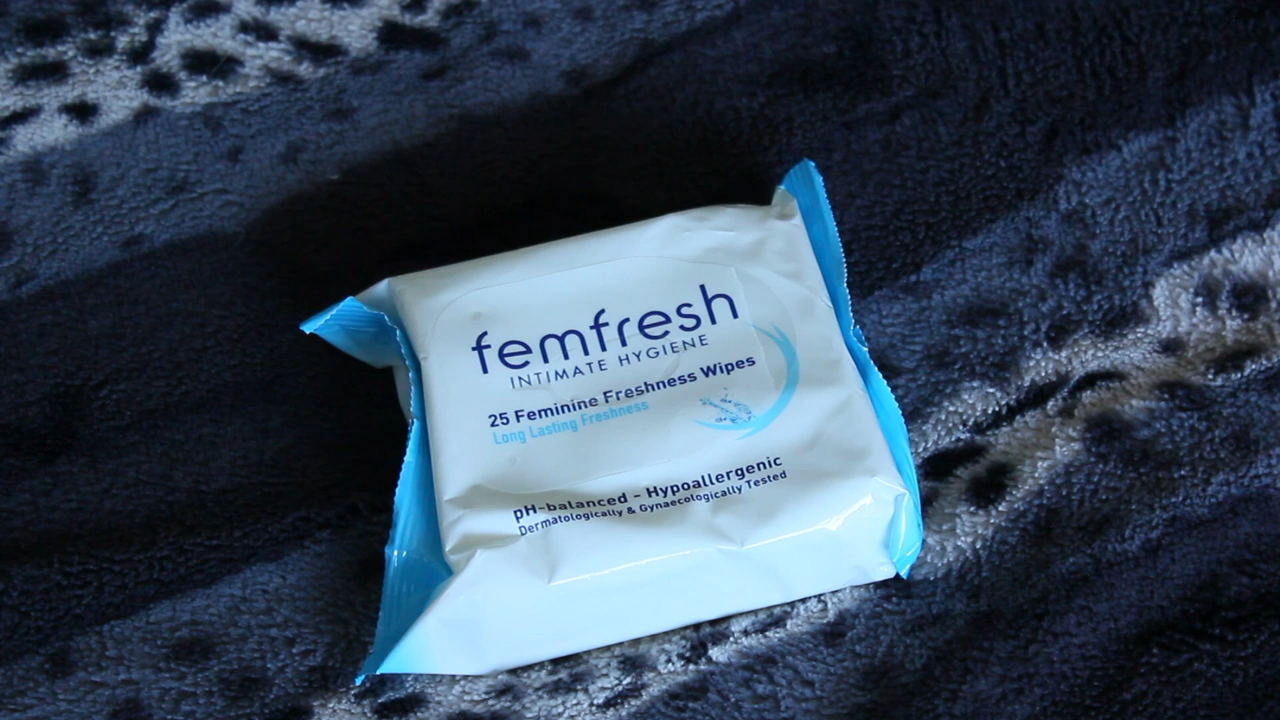 femfresh
INTIMATE HYGIENE
25 Feminine Freshness Wipes
Long Lasting Freshness
pH-balanced - Hypoallergenic
Dermatologically & Gynaecologically Tested